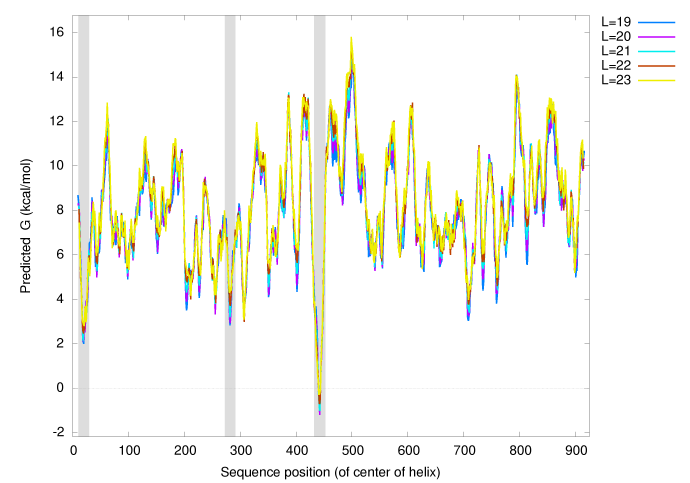 L=19
L=20
L=21
L=22
L=23
16
14
12
10
8
6
4
2
0
-2
Predicted G (kcal/mol)
0 100 200 300 400 500 600 700 800 900
Sequence position (of center of helix)